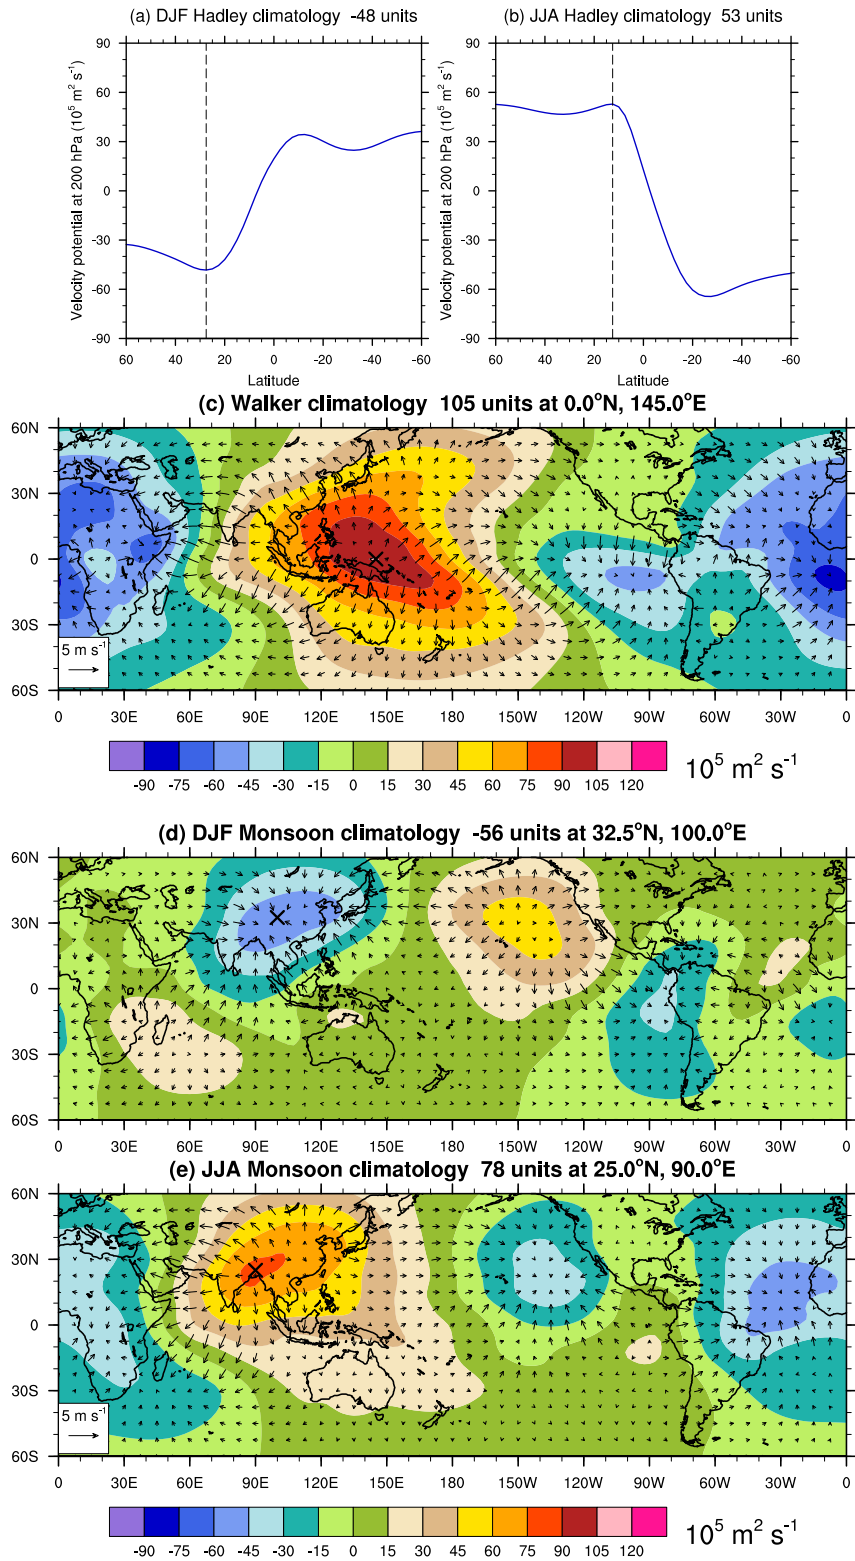 (a) DJF Hadley climatology -48 units
(b) JJA Hadley climatology 53 units
Velocity potential at 200 hPa (10⁵ m² s⁻¹)
90
60
30
0
-30
-60
-90
60 40 20 0 -20 -40 -60
Latitude
Velocity potential at 200 hPa (10⁵ m² s⁻¹)
90
60
30
0
-30
-60
-90
60 40 20 0 -20 -40 -60
Latitude
(c) Walker climatology 105 units at 0.0°N, 145.0°E
60N
30N
0
30S
60S
5 m s⁻¹
0 30E 60E 90E 120E 150E 180 150W 120W 90W 60W 30W 0
-90 -75 -60 -45 -30 -15 0 15 30 45 60 75 90 105 120
10⁵ m² s⁻¹
(d) DJF Monsoon climatology -56 units at 32.5°N, 100.0°E
60N
30N
0
30S
60S
0 30E 60E 90E 120E 150E 180 150W 120W 90W 60W 30W 0
(e) JJA Monsoon climatology 78 units at 25.0°N, 90.0°E
60N
30N
0
30S
60S
5 m s⁻¹
0 30E 60E 90E 120E 150E 180 150W 120W 90W 60W 30W 0
-90 -75 -60 -45 -30 -15 0 15 30 45 60 75 90 105 120
10⁵ m² s⁻¹